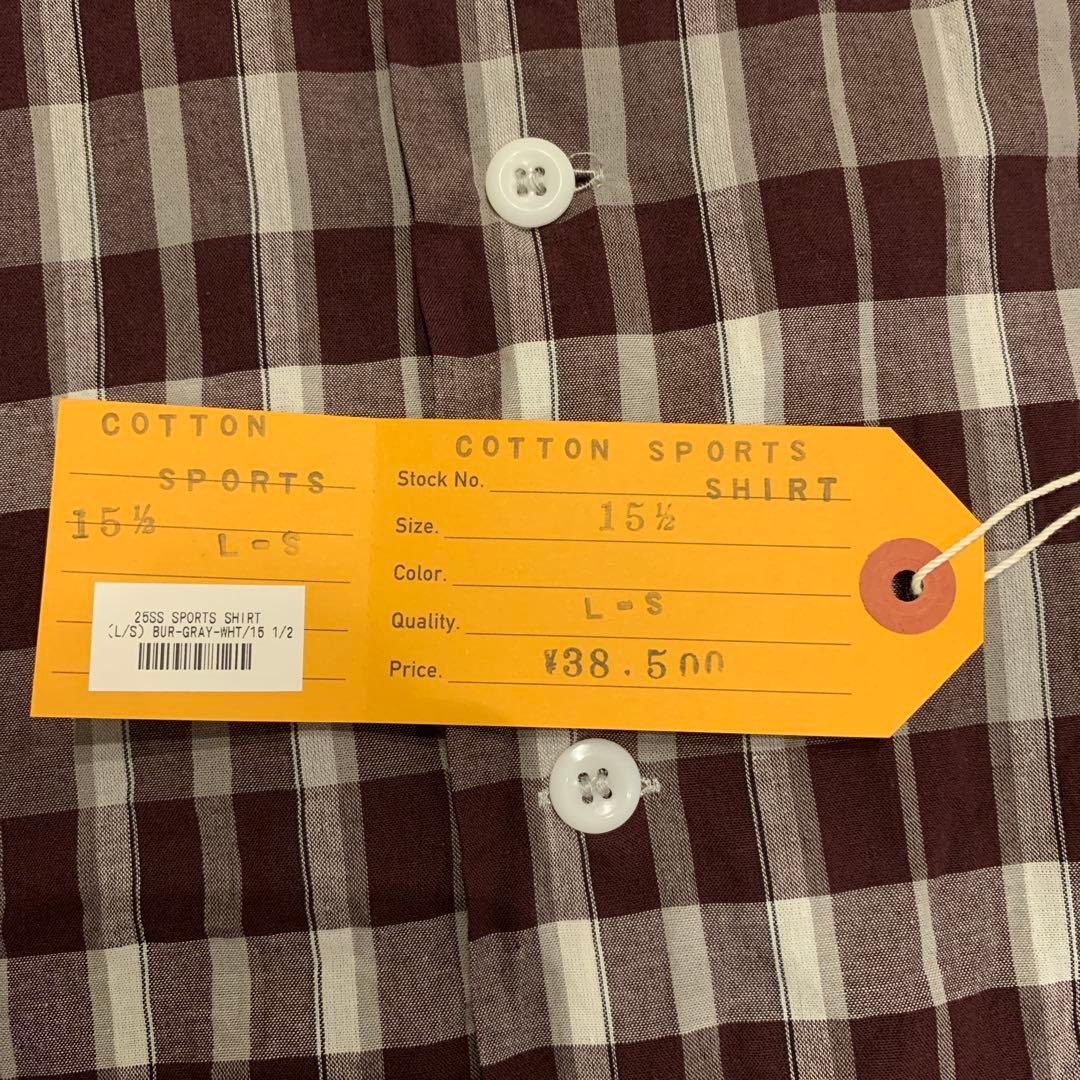 COTTON
SPORTS
15½
L-S
25SS SPORTS SHIRT
(L/S) BUR-GRAY-WHT/15 1/2
COTTON SPORTS
Stock No. SHIRT
Size. 15½
Color.
L-S
Quality.
Price. ¥38.500